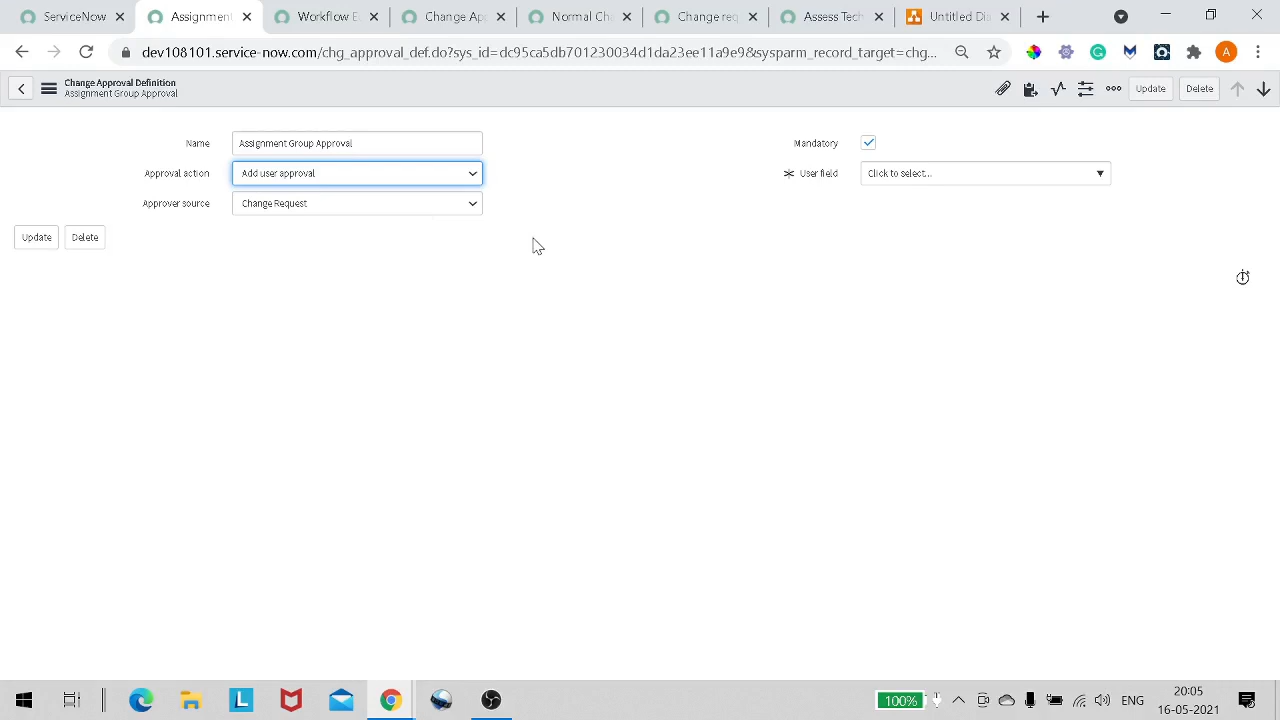 ServiceNow
Assignment
Workflow E
Change Ap
Normal Ch
Change re
Assess Tech
Untitled Di
dev108101.service-now.com/chg_approval_def.do?sys_id=dc95ca5db701230034d1da23ee11a9e9&sysparm_record_target=chg...
A
Change Approval Definition
Assignment Group Approval
Update
Delete
Name
Assignment Group Approval
Mandatory
Approval action
Add user approval
User field
Click to select...
Approver source
Change Request
Update
Delete
L
100%
ENG
20:05
16-05-2021